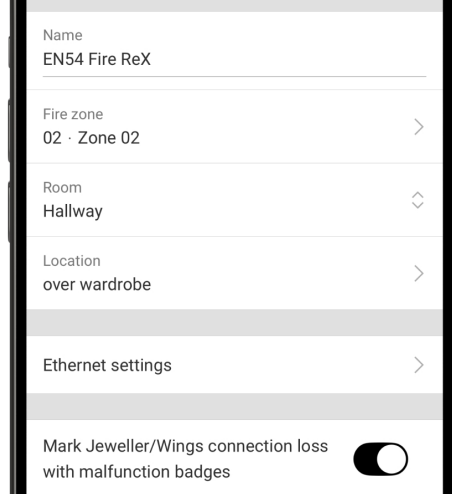 Name
EN54 Fire ReX
Fire zone
02 · Zone 02
Room
Hallway
Location
over wardrobe
Ethernet settings
Mark Jeweller/Wings connection loss
with malfunction badges